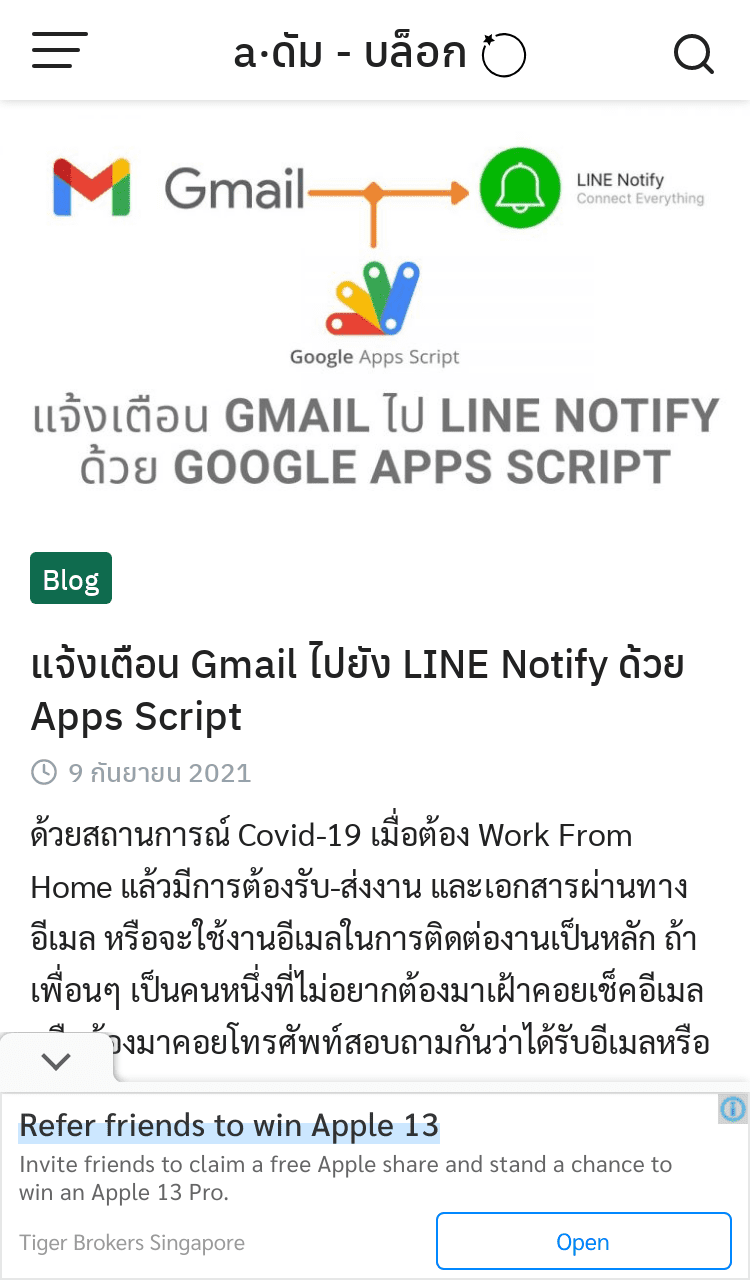 a·ดัม - บล็อก
Gmail
LINE Notify
Connect Everything
Google Apps Script
แจ้งเตือน GMAIL ไป LINE NOTIFY
ด้วย GOOGLE APPS SCRIPT
Blog
แจ้งเตือน Gmail ไปยัง LINE Notify ด้วย
Apps Script
9 กันยายน 2021
ด้วยสถานการณ์ Covid-19 เมื่อต้อง Work From
Home แล้วมีการต้องรับ-ส่งงาน และเอกสารผ่านทาง
อีเมล หรือจะใช้งานอีเมลในการติดต่องานเป็นหลัก ถ้า
เพื่อนๆ เป็นคนหนึ่งที่ไม่อยากต้องมาเฝ้าคอยเช็คอีเมล
มาคอยโทรศัพท์สอบถามกันว่าได้รับอีเมลหรือ
Refer friends to win Apple 13
Invite friends to claim a free Apple share and stand a chance to
win an Apple 13 Pro.
Tiger Brokers Singapore
Open